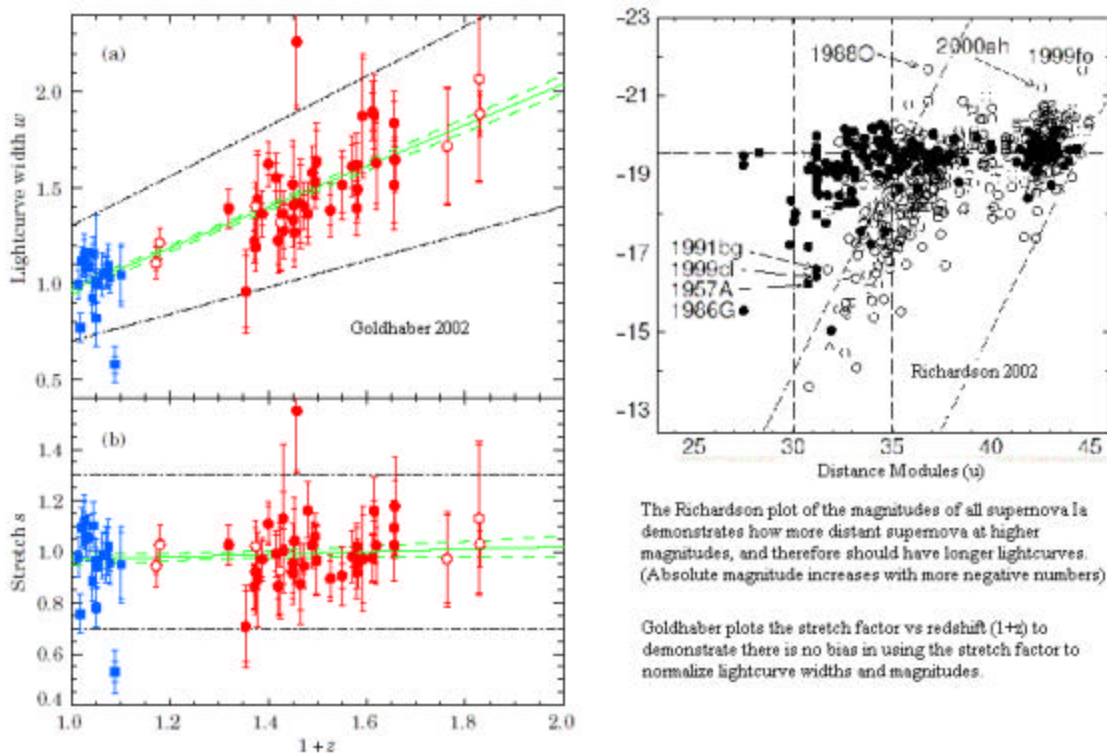 (a)
Lightcurve width w
2.0
1.5
1.0
0.5
Goldhaber 2002
(b)
Stretch s
1.4
1.2
1.0
0.8
0.6
0.4
1.0 1.2 1.4 1.6 1.8 2.0
1+z
-23
-21
-19
-17
-15
-13
1988O
2000ah
1999fo
1991bg
1999cl
1957A
1986G
Richardson 2002
25 30 35 40 45
Distance Modules (u)
The Richardson plot of the magnitudes of all supernova Ia
demonstrates how more distant supernova at higher
magnitudes, and therefore should have longer lightcurves.
(Absolute magnitude increases with more negative numbers)
Goldhaber plots the stretch factor vs redshift (1+z) to
demonstrate there is no bias in using the stretch factor to
normalize lightcurve widths and magnitudes.